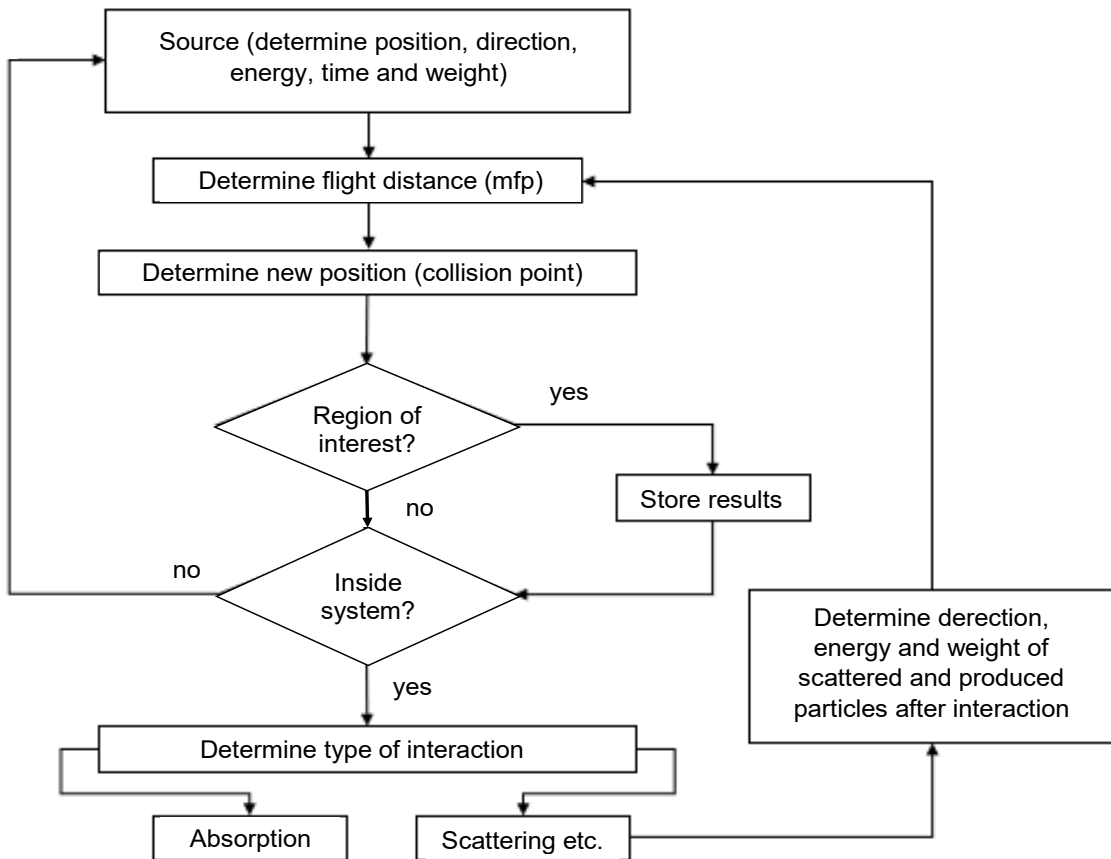 Source (determine position, direction,
energy, time and weight)
Determine flight distance (mfp)
Determine new position (collision point)
Region of
interest?
yes
Store results
no
Inside
system?
no
yes
Determine type of interaction
Absorption
Scattering etc.
Determine derection,
energy and weight of
scattered and produced
particles after interaction